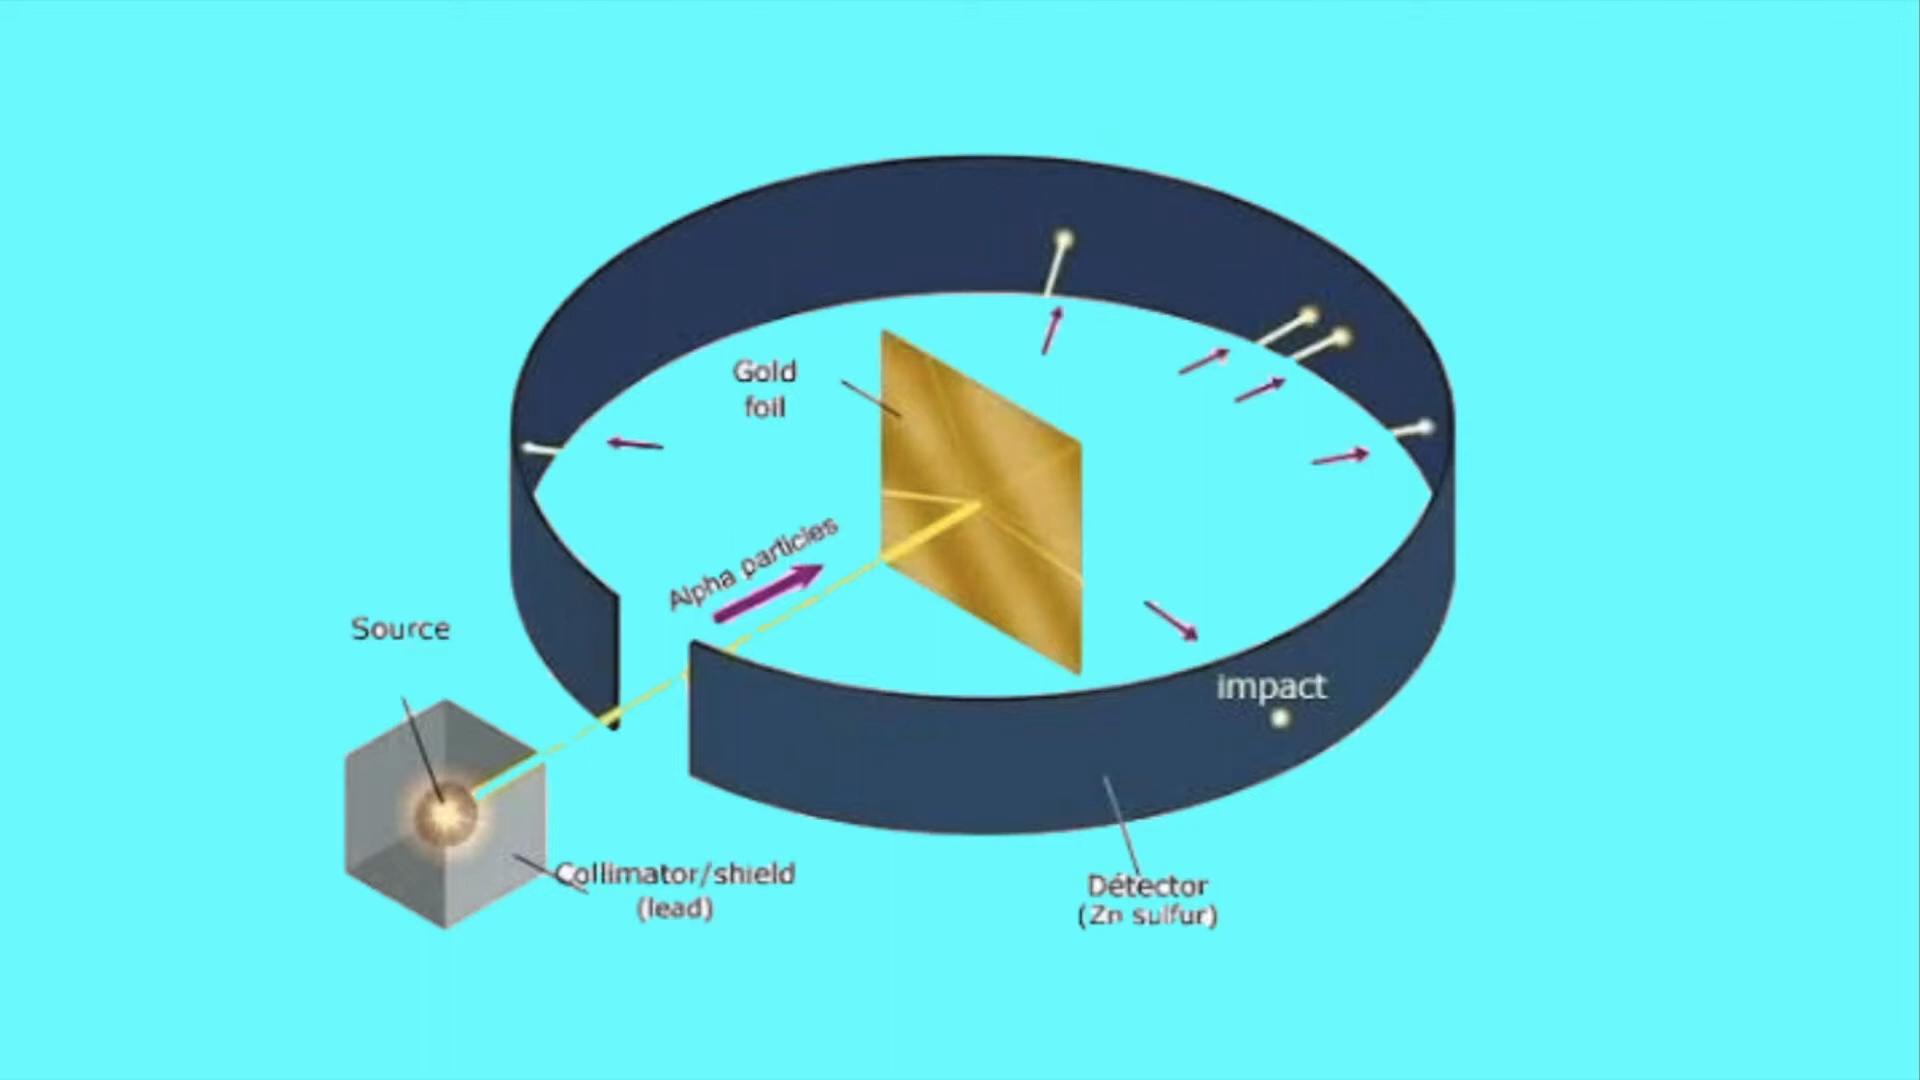 Gold
foil
Alpha particles
Source
impact
Collimator/shield
(lead)
Détector
(Zn sulfur)